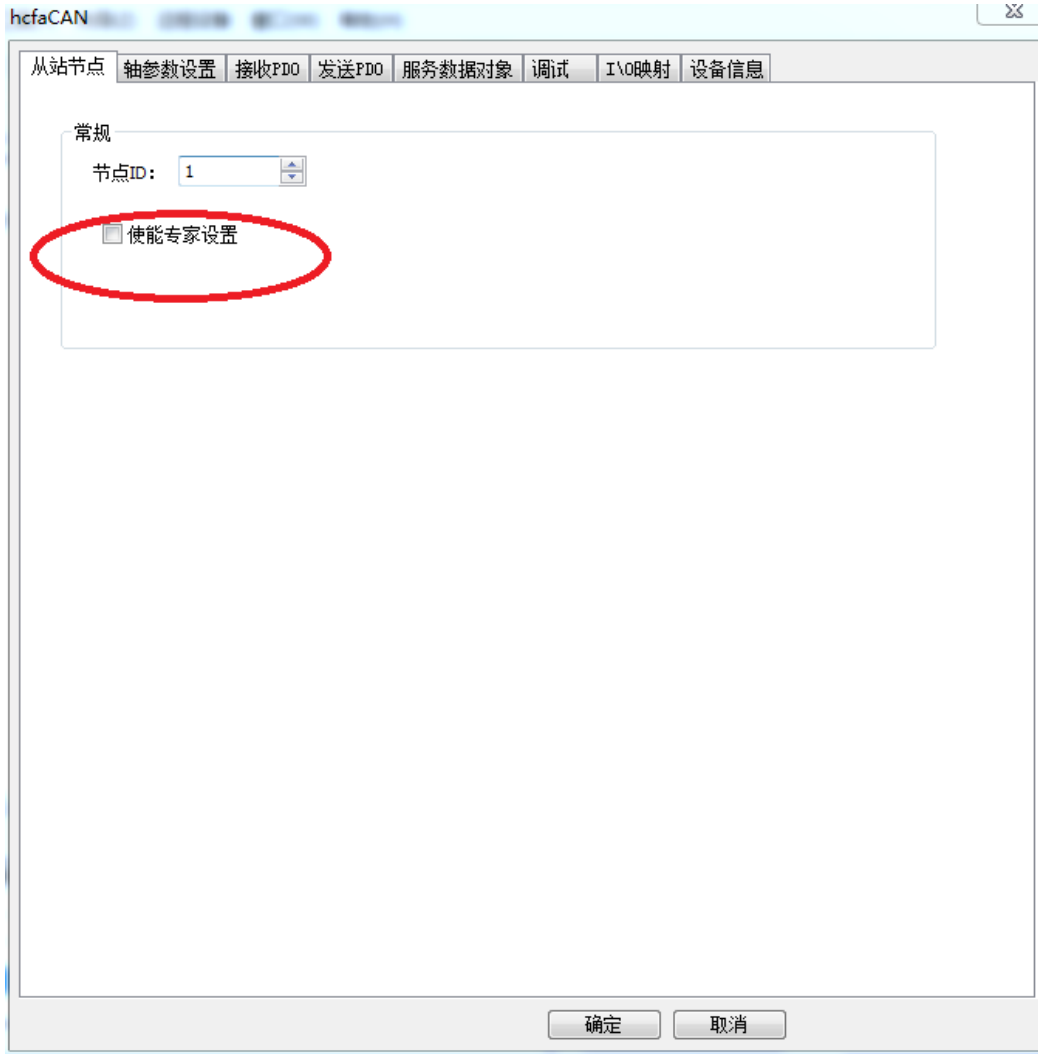 hcfaCAN
从站节点 轴参数设置 接收PDO 发送PDO 服务数据对象 调试 I\O映射 设备信息
常规
节点ID: 1
使能专家设置
确定 取消